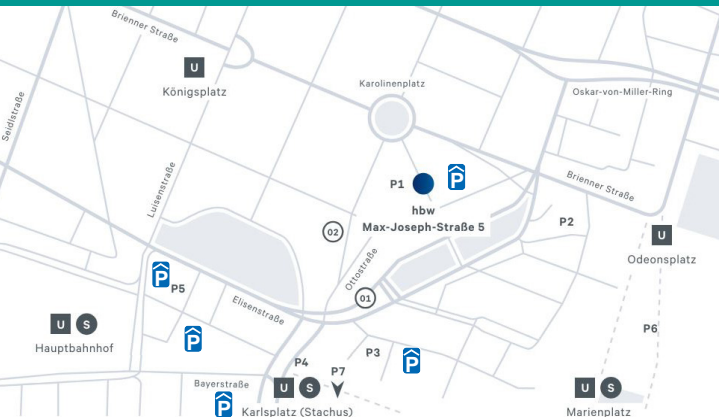 Brienner Straße
U
Königsplatz
Karolinenplatz
Oskar-von-Miller-Ring
Seidlstraße
Luisenstraße
P1
P
hbw
Max-Joseph-Straße 5
Brienner Straße
P2
02
U
Odeonsplatz
Ottostraße
P
P5
01
Elisenstraße
U S
Hauptbahnhof
P
P6
P4
P3
P
P7
Bayerstraße
P
U S
Karlsplatz (Stachus)
U S
Marienplatz